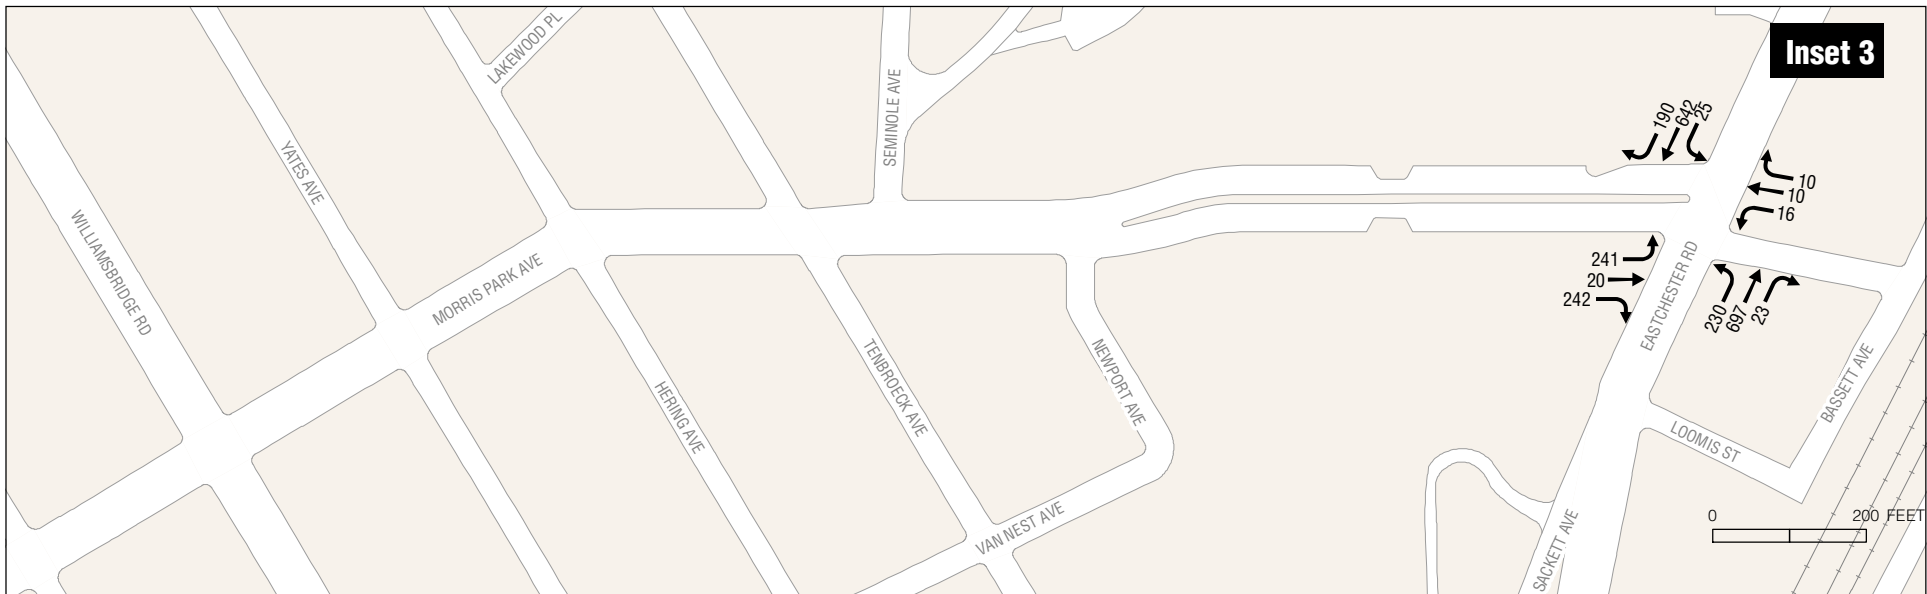 LAKEWOOD PL
Inset 3
SEMINOLE AVE
190
642
25
YATES AVE
10
10
16
WILLIAMSBRIDGE RD
MORRIS PARK AVE
241
20
242
EASTCHESTER RD
230
697
23
HERING AVE
TENBROECK AVE
NEWPORT AVE
BASSETT AVE
LOOMIS ST
VAN NEST AVE
SACKETT AVE
0 200 FEET